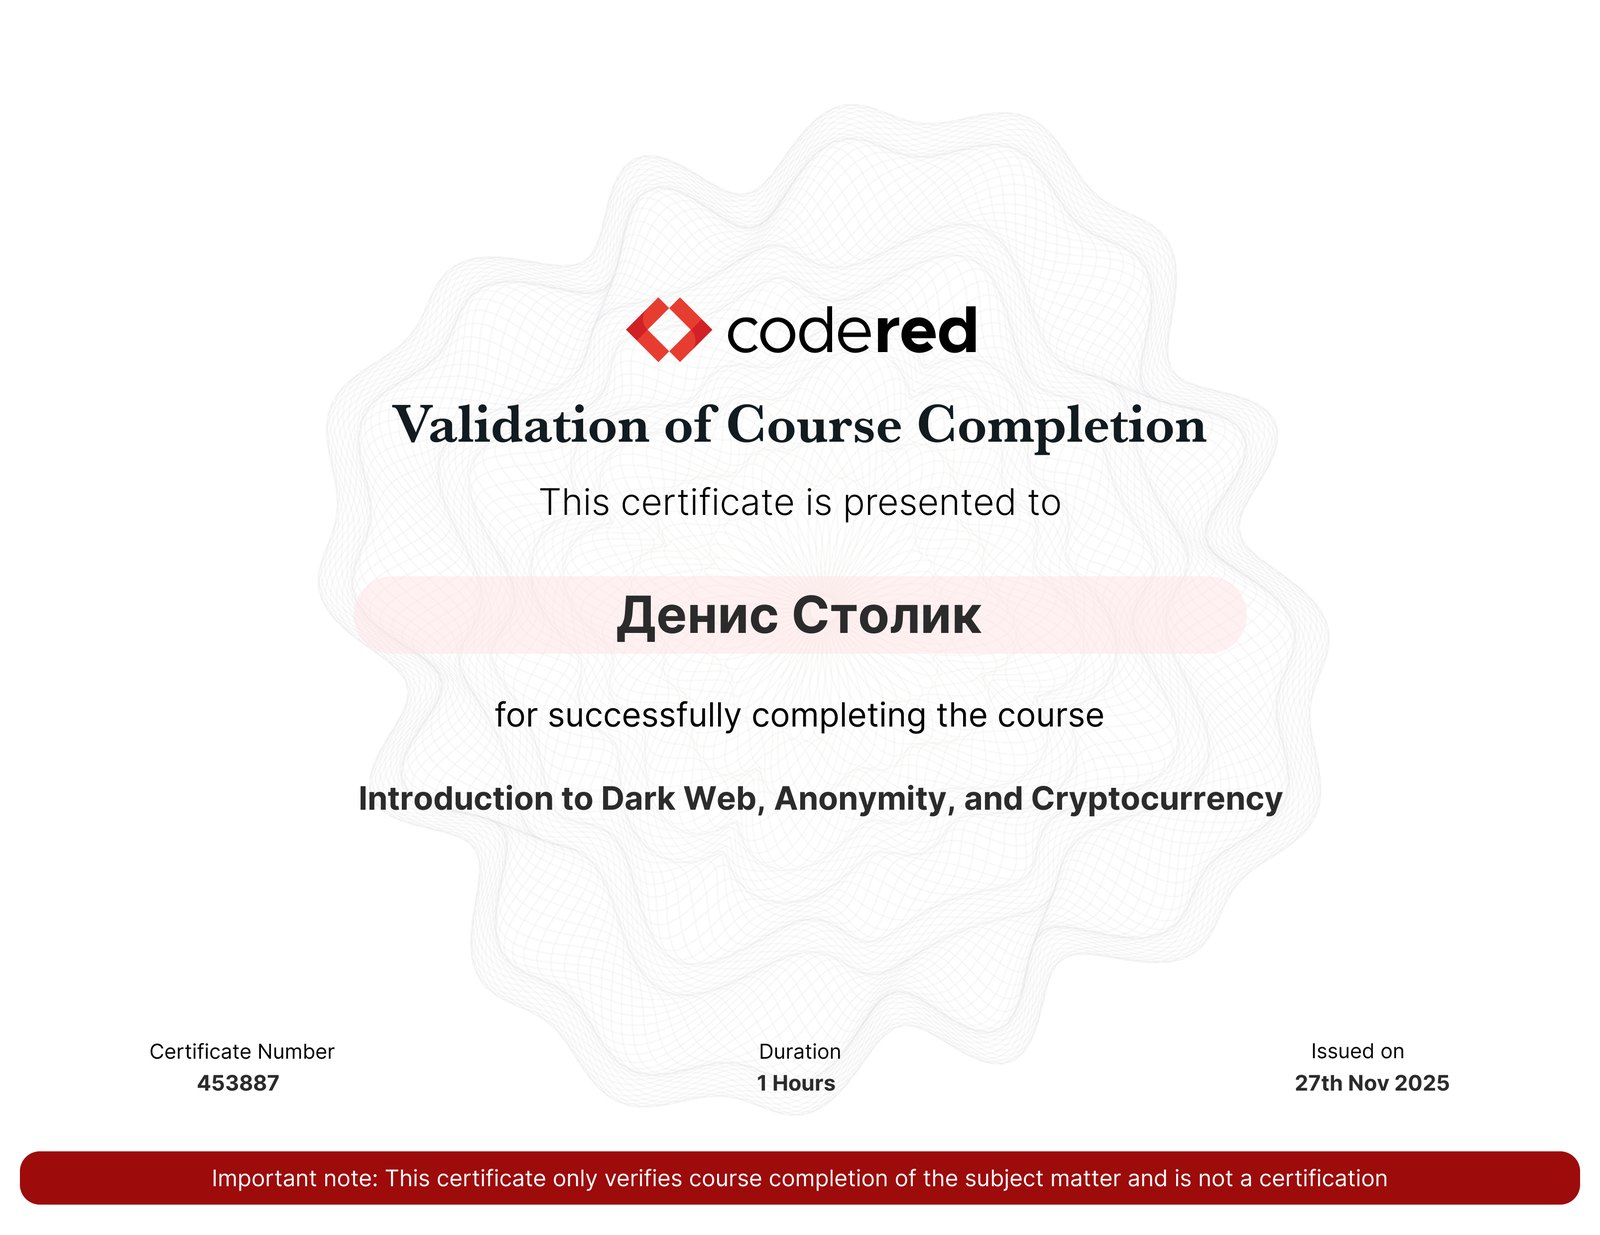 codered
Validation of Course Completion
This certificate is presented to
Денис Столик
for successfully completing the course
Introduction to Dark Web, Anonymity, and Cryptocurrency
Certificate Number
453887
Duration
1 Hours
Issued on
27th Nov 2025
Important note: This certificate only verifies course completion of the subject matter and is not a certification